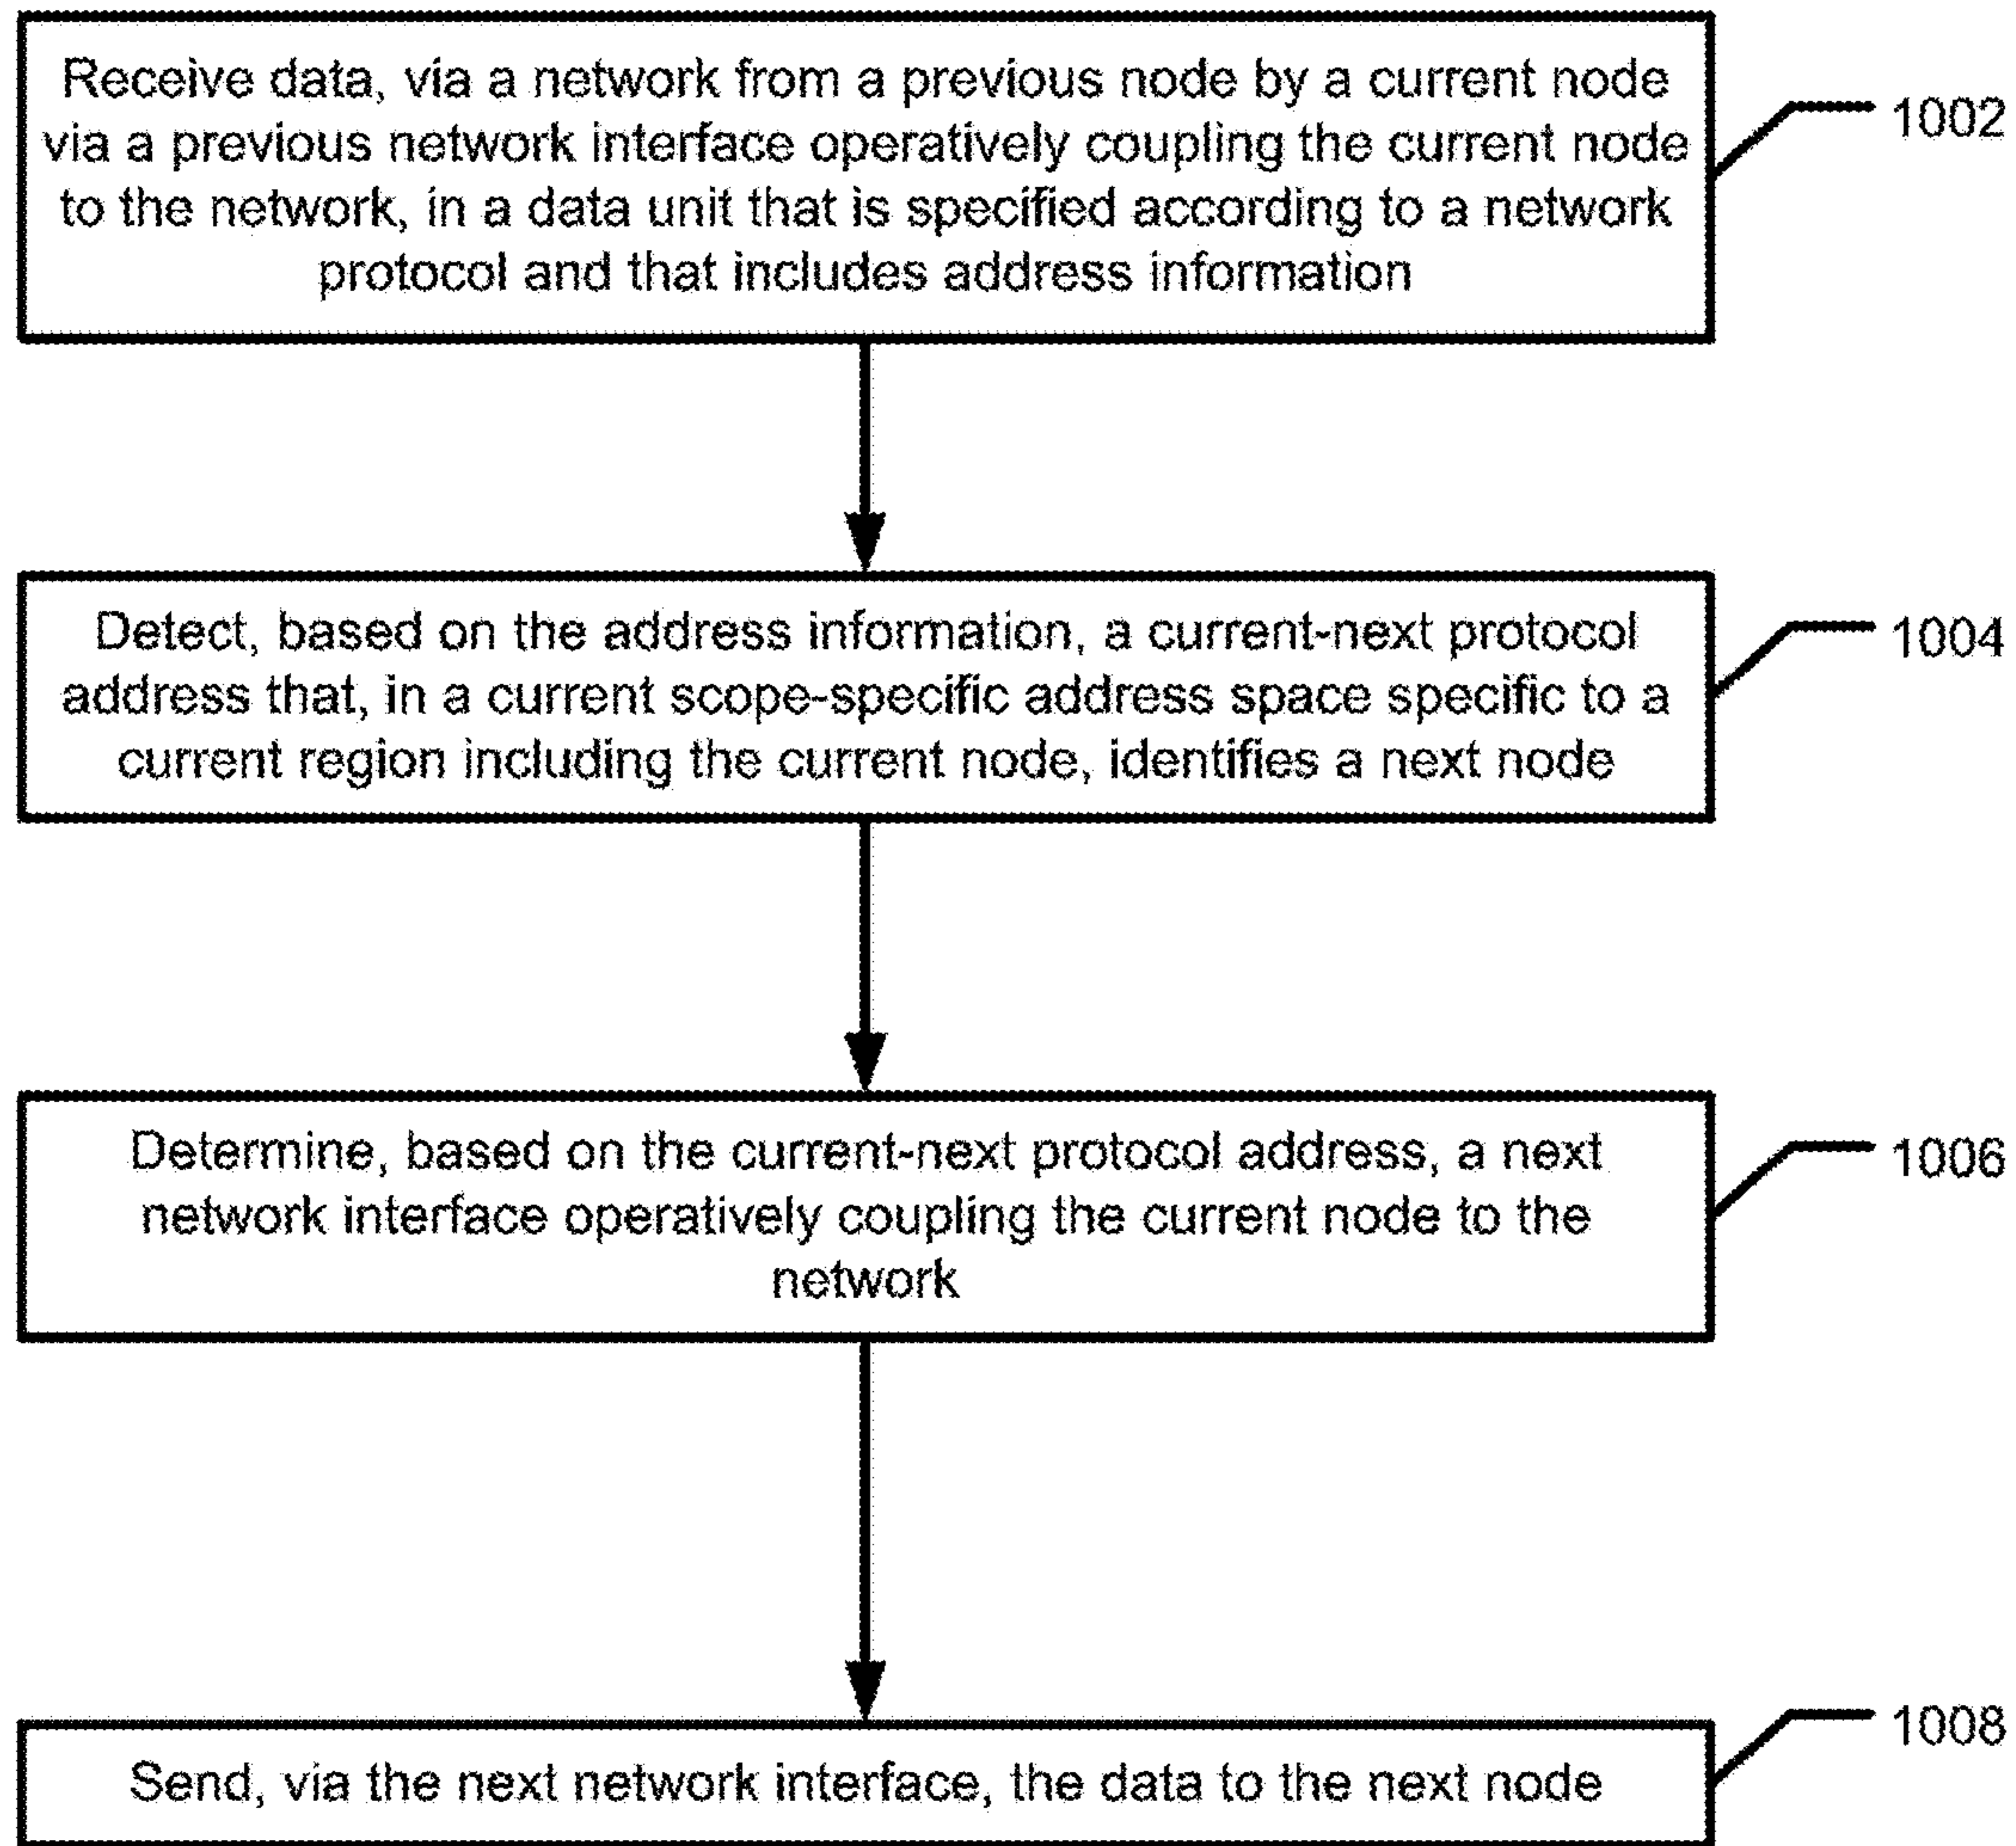 Receive data, via a network from a previous node by a current node
via a previous network interface operatively coupling the current node
to the network, in a data unit that is specified according to a network
protocol and that includes address information
1002
Detect, based on the address information, a current-next protocol
address that, in a current scope-specific address space specific to a
current region including the current node, identifies a next node
1004
Determine, based on the current-next protocol address, a next
network interface operatively coupling the current node to the
network
1006
Send, via the next network interface, the data to the next node
1008